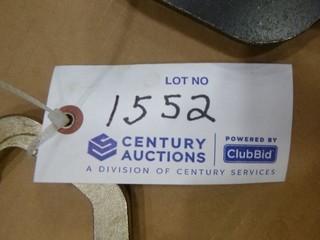 LOT NO
1552
CENTURY
AUCTIONS
POWERED BY
ClubBid
A DIVISION OF CENTURY SERVICES